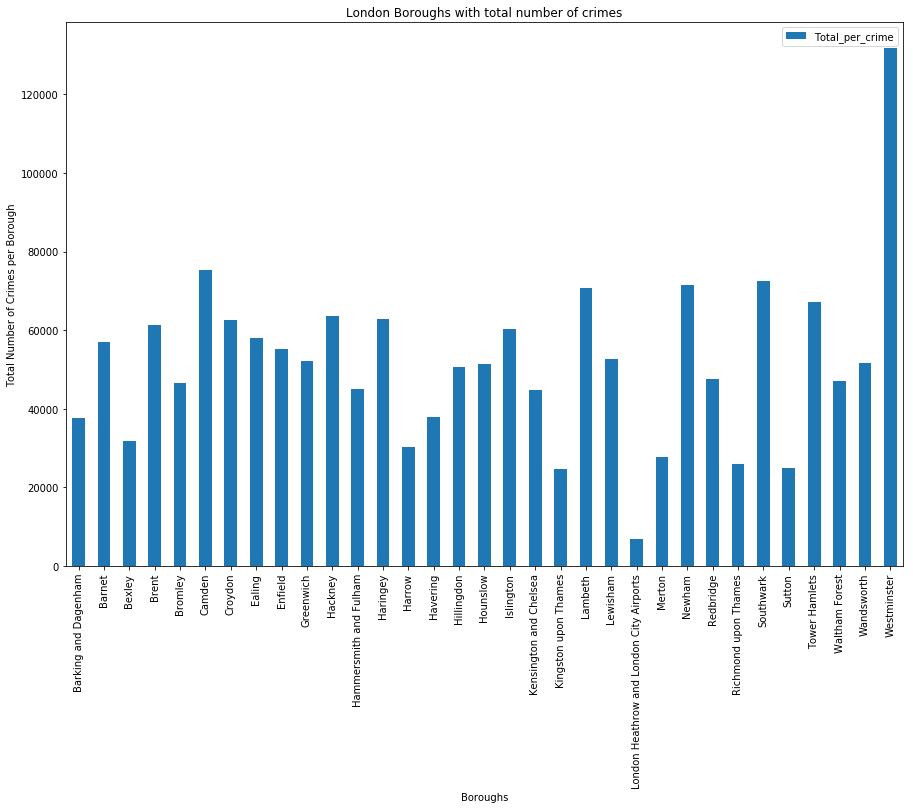 London Boroughs with total number of crimes
Total_per_crime
Total Number of Crimes per Borough
120000
100000
80000
60000
40000
20000
0
Barking and Dagenham
Barnet
Bexley
Brent
Bromley
Camden
Croydon
Ealing
Enfield
Greenwich
Hackney
Hammersmith and Fulham
Haringey
Harrow
Havering
Hillingdon
Hounslow
Islington
Kensington and Chelsea
Kingston upon Thames
Lambeth
Lewisham
London Heathrow and London City Airports
Merton
Newham
Redbridge
Richmond upon Thames
Southwark
Sutton
Tower Hamlets
Waltham Forest
Wandsworth
Westminster
Boroughs